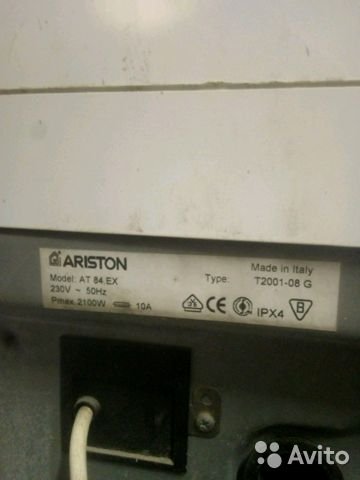 ARISTON
Made in Italy
Model: AT 84 EX
Type: T2001-08 G
230V ~ 50Hz
Pmax 2100W 10A
CE IPX4 B
Avito